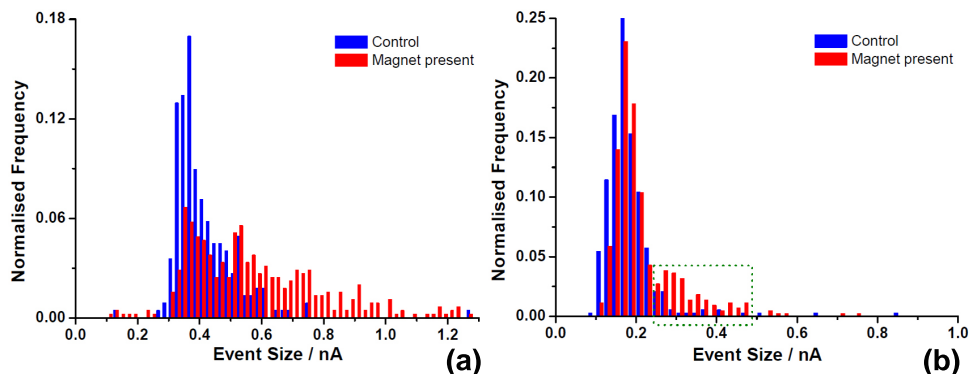 0.18
0.12
0.06
0.00
Normalised Frequency
Control
Magnet present
0.0 0.2 0.4 0.6 0.8 1.0 1.2
Event Size / nA
(a)
0.25
0.20
0.15
0.10
0.05
0.00
Normalised Frequency
Control
Magnet present
0.0 0.2 0.4 0.6 0.8 1.0
Event Size / nA
(b)